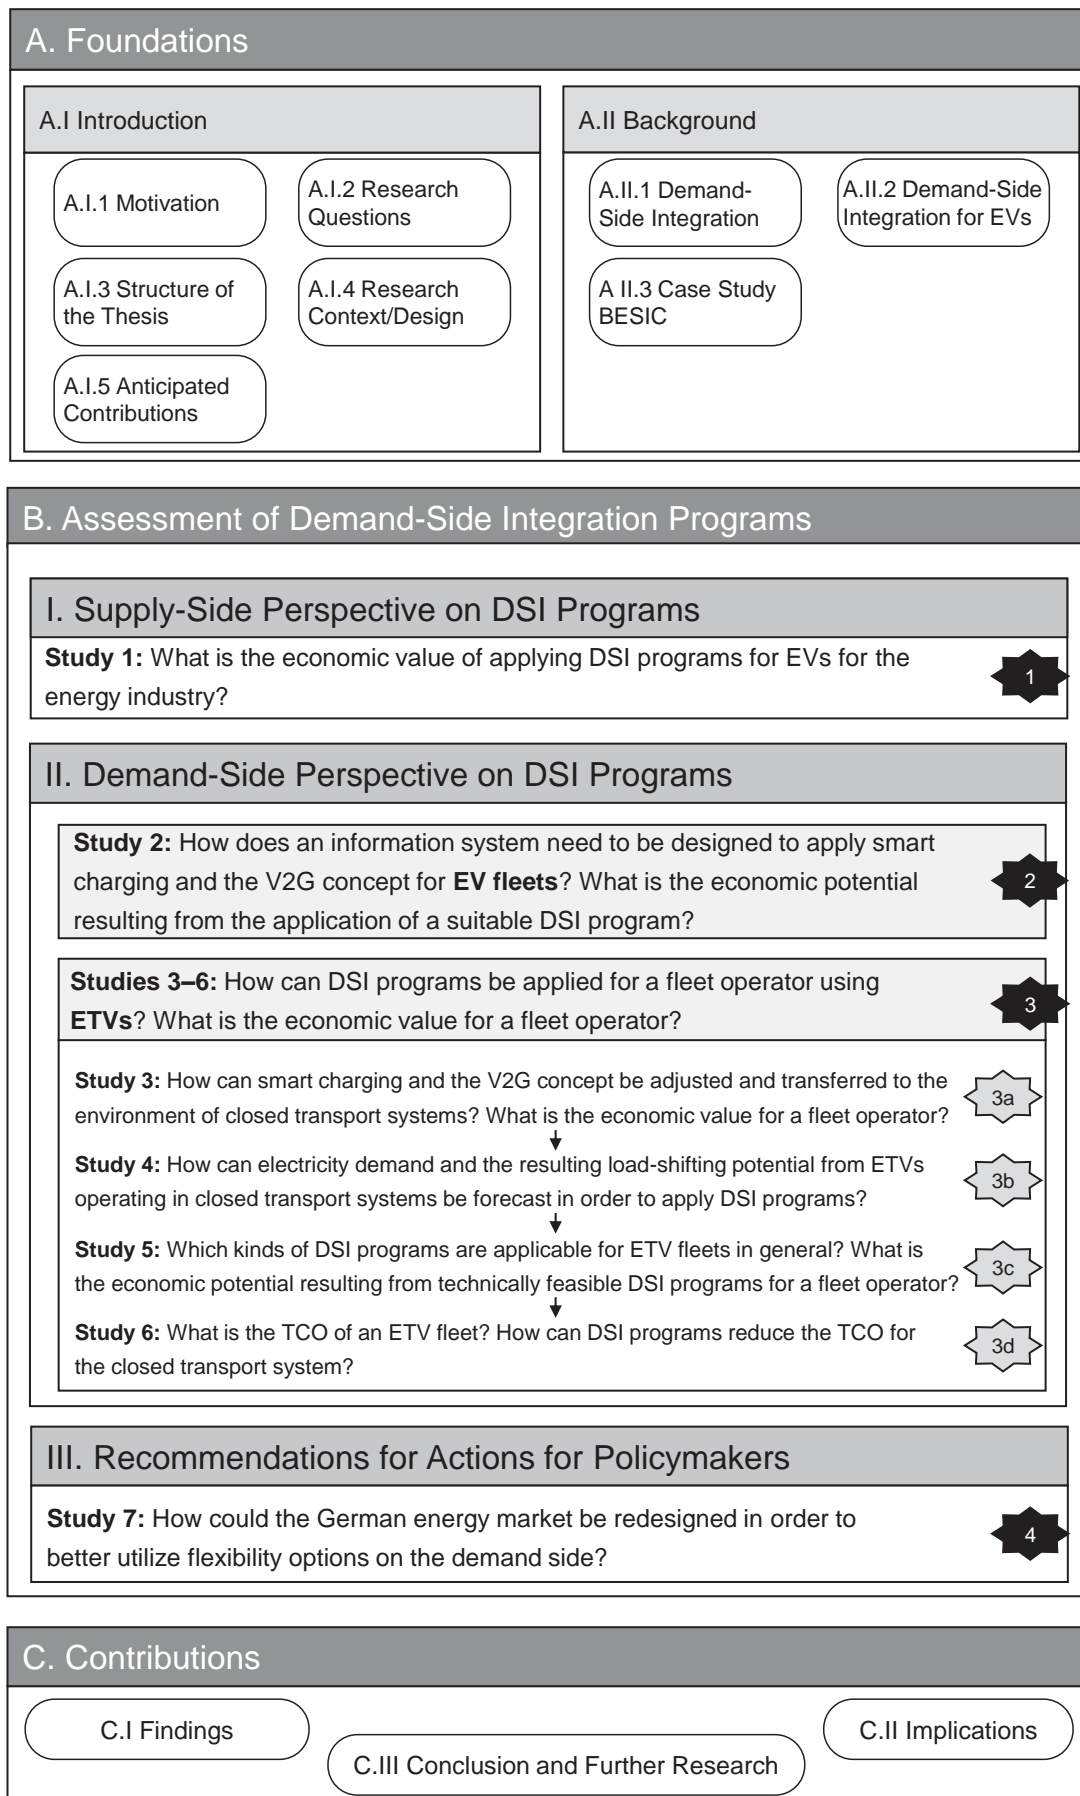 A. Foundations
A.I Introduction
A.I.1 Motivation
A.I.2 Research
Questions
A.I.3 Structure of
the Thesis
A.I.4 Research
Context/Design
A.I.5 Anticipated
Contributions
A.II Background
A.II.1 Demand-
Side Integration
A.II.2 Demand-Side
Integration for EVs
A II.3 Case Study
BESIC
B. Assessment of Demand-Side Integration Programs
I. Supply-Side Perspective on DSI Programs
Study 1: What is the economic value of applying DSI programs for EVs for the
energy industry?
1
II. Demand-Side Perspective on DSI Programs
Study 2: How does an information system need to be designed to apply smart
charging and the V2G concept for EV fleets? What is the economic potential
resulting from the application of a suitable DSI program?
2
Studies 3–6: How can DSI programs be applied for a fleet operator using
ETVs? What is the economic value for a fleet operator?
3
Study 3: How can smart charging and the V2G concept be adjusted and transferred to the
environment of closed transport systems? What is the economic value for a fleet operator?
3a
Study 4: How can electricity demand and the resulting load-shifting potential from ETVs
operating in closed transport systems be forecast in order to apply DSI programs?
3b
Study 5: Which kinds of DSI programs are applicable for ETV fleets in general? What is
the economic potential resulting from technically feasible DSI programs for a fleet operator?
3c
Study 6: What is the TCO of an ETV fleet? How can DSI programs reduce the TCO for
the closed transport system?
3d
III. Recommendations for Actions for Policymakers
Study 7: How could the German energy market be redesigned in order to
better utilize flexibility options on the demand side?
4
C. Contributions
C.I Findings
C.II Implications
C.III Conclusion and Further Research